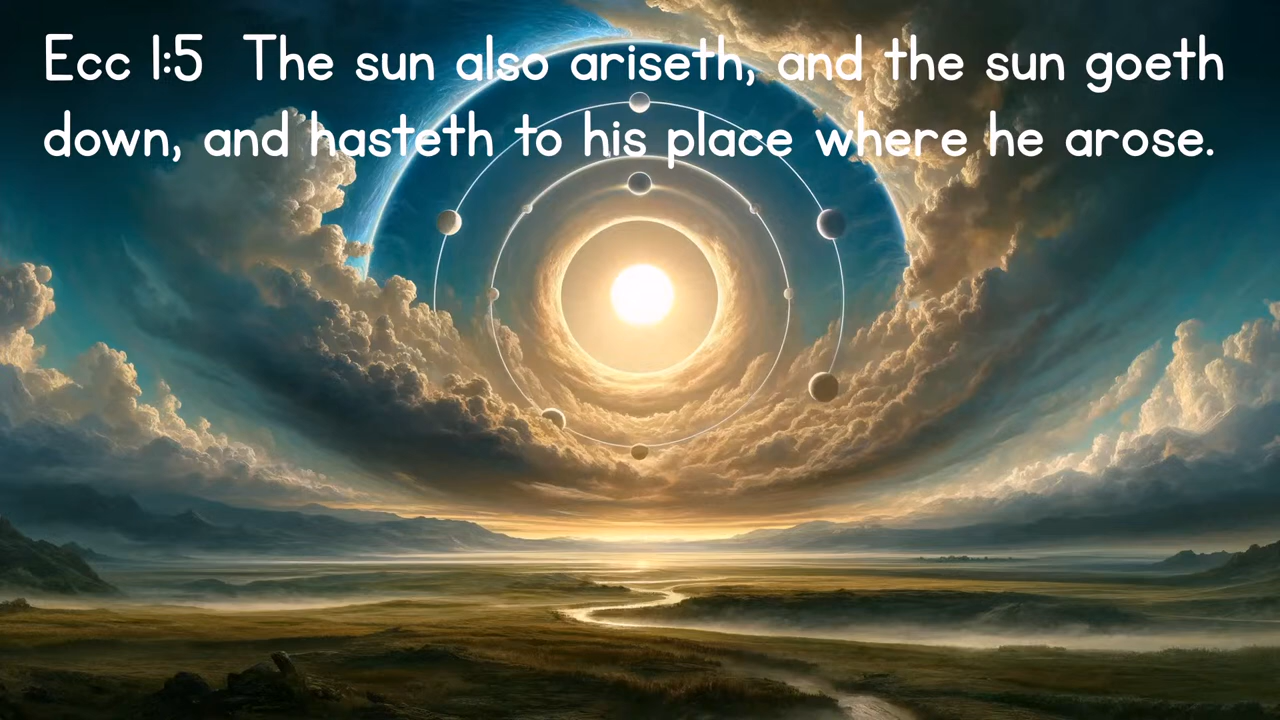 Ecc 1:5  The sun also ariseth, and the sun goeth
down, and hasteth to his place where he arose.